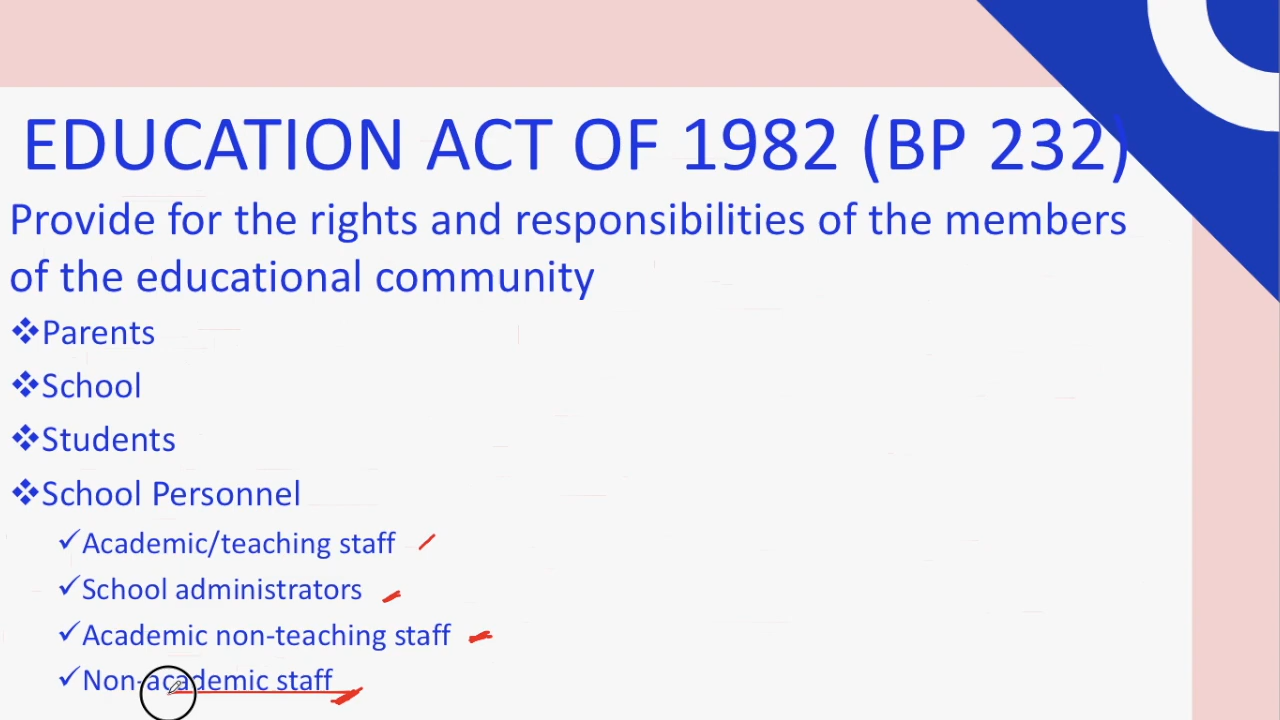 EDUCATION ACT OF 1982 (BP 232)
Provide for the rights and responsibilities of the members
of the educational community
❖Parents
❖School
❖Students
❖School Personnel
✓Academic/teaching staff
✓School administrators
✓Academic non-teaching staff
✓Non-academic staff